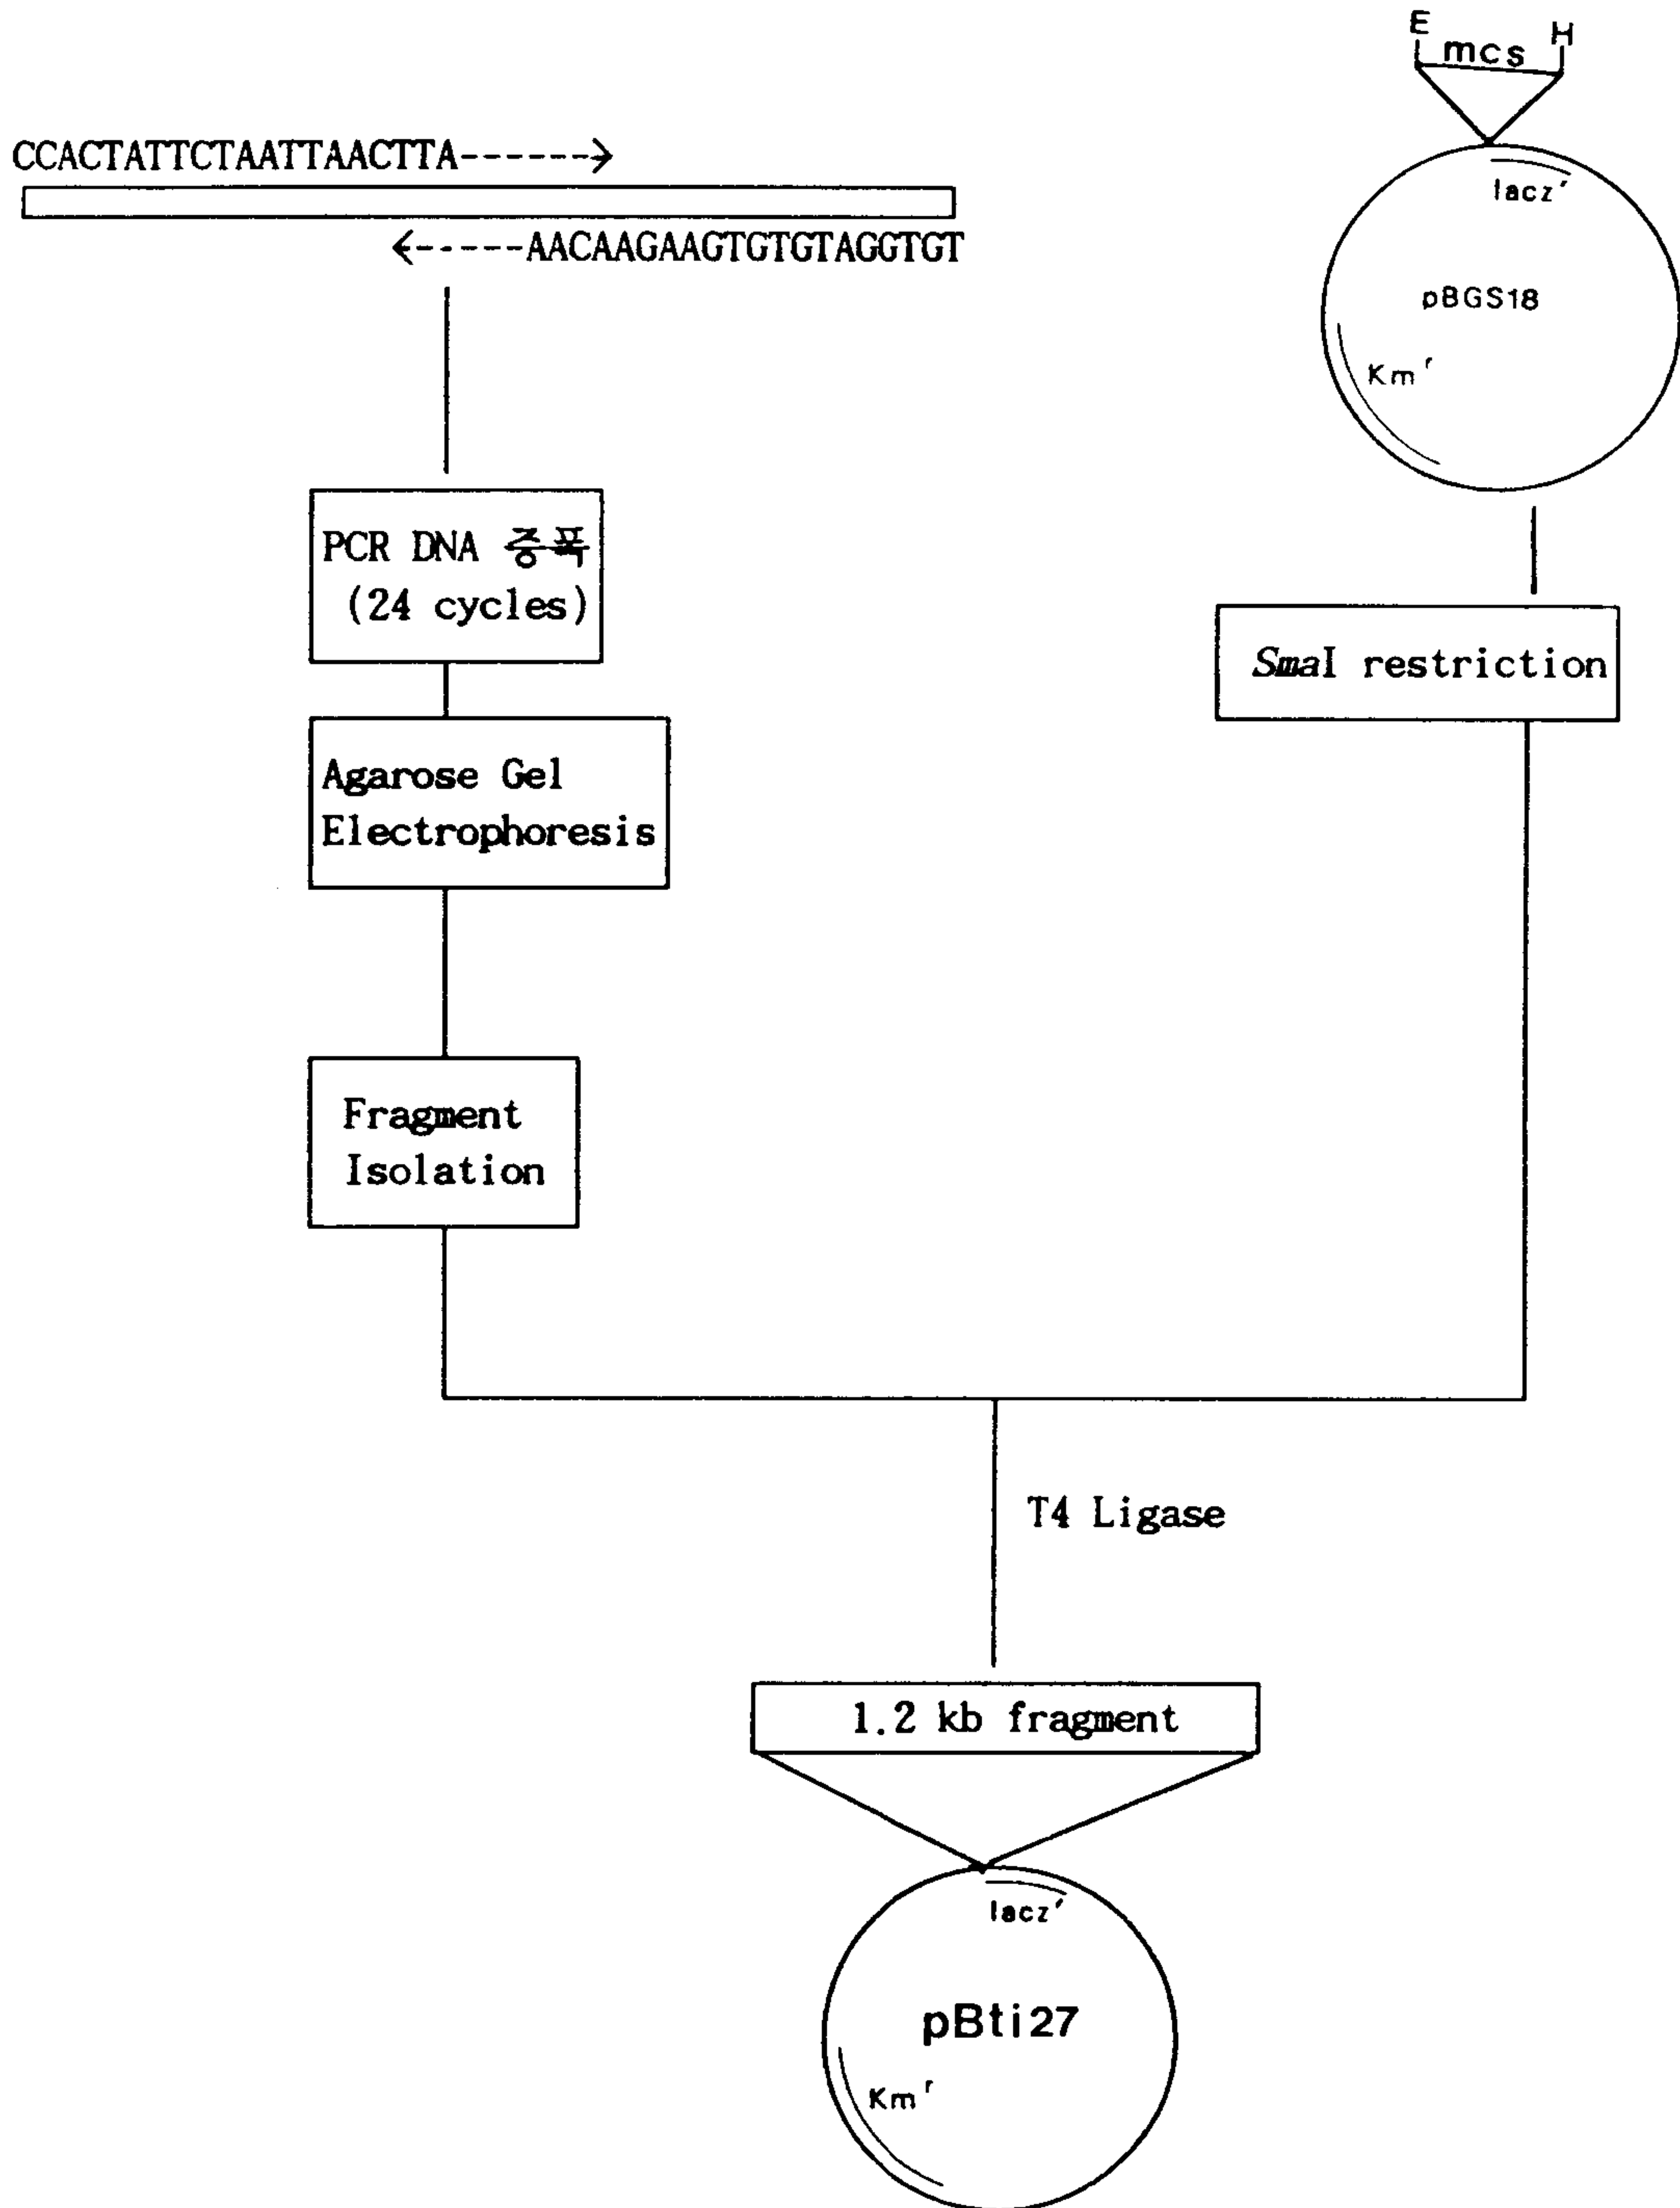 CCACTATTCTAATTAACTTA------>
<-----AACAAGAAGTGTGTAGGTGT
E mcs H
lacz'
pBGS18
Km r
PCR DNA 증폭
(24 cycles)
SmaI restriction
Agarose Gel
Electrophoresis
Fragment
Isolation
T4 Ligase
1.2 kb fragment
lacz'
pBti27
Km r